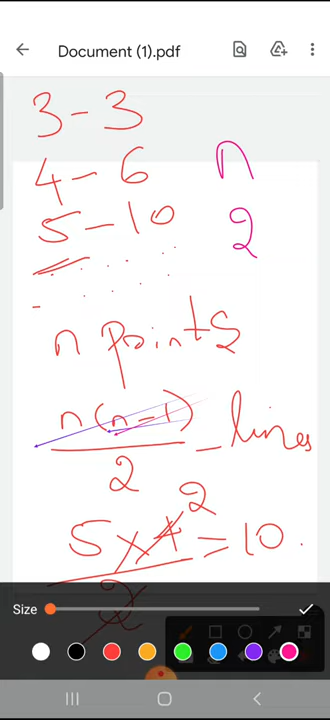 Document (1).pdf
3 - 3
4 - 6
5 - 10
n
2
n points
n(n-1)
2
- lines
5 x 4 2
2
= 10.
Size